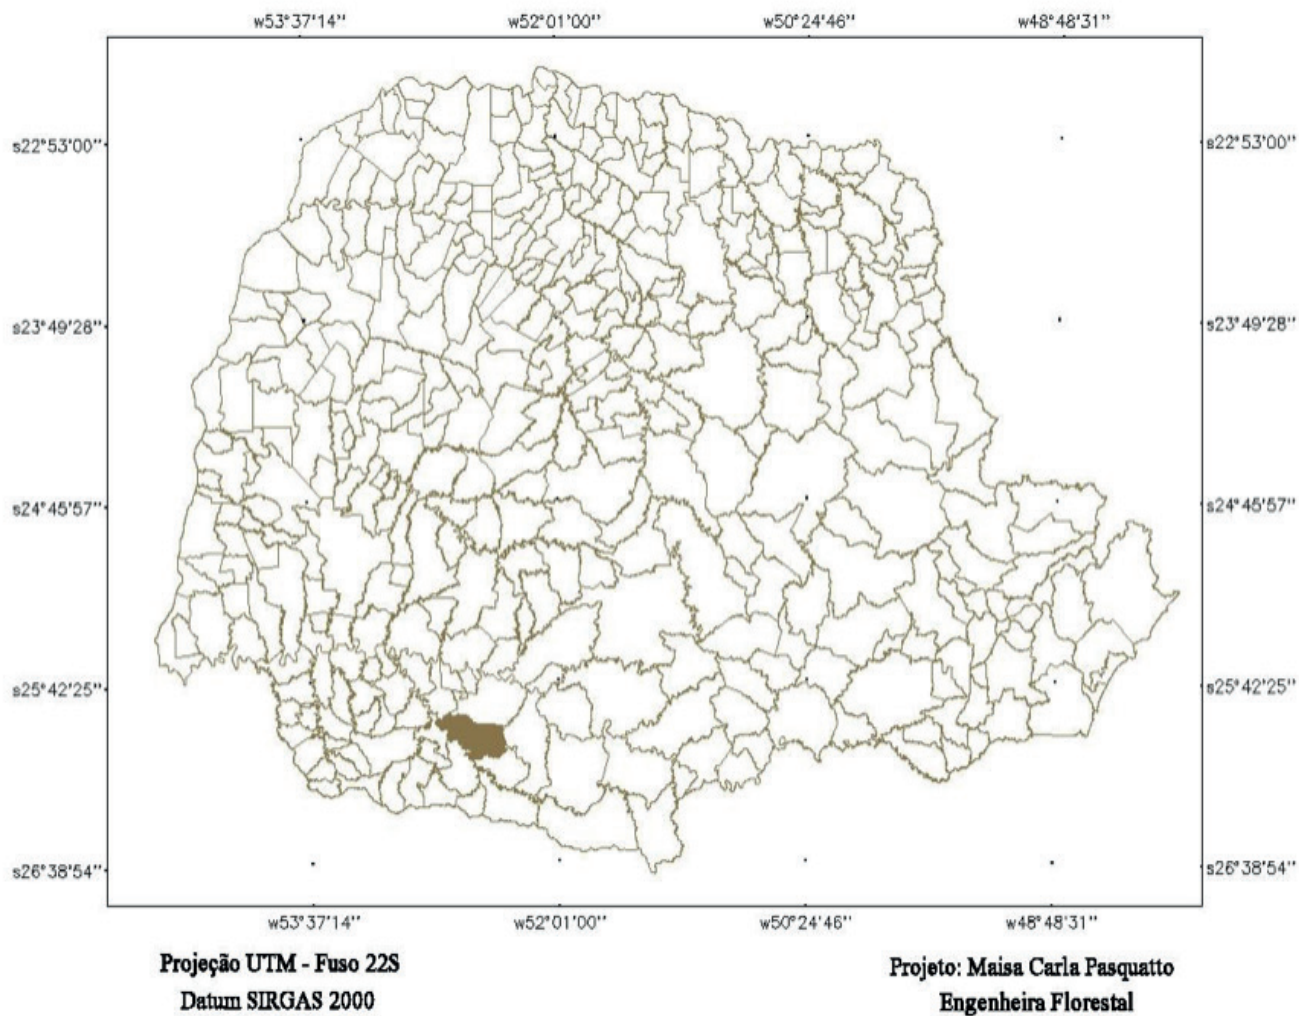 w53°37'14'' w52°01'00'' w50°24'46'' w48°48'31''
s22°53'00'' s22°53'00''
s23°49'28'' s23°49'28''
s24°45'57'' s24°45'57''
s25°42'25'' s25°42'25''
s26°38'54'' s26°38'54''
w53°37'14'' w52°01'00'' w50°24'46'' w48°48'31''
Projeção UTM - Fuso 22S
Datum SIRGAS 2000
Projeto: Maisa Carla Pasquatto
Engenheira Florestal